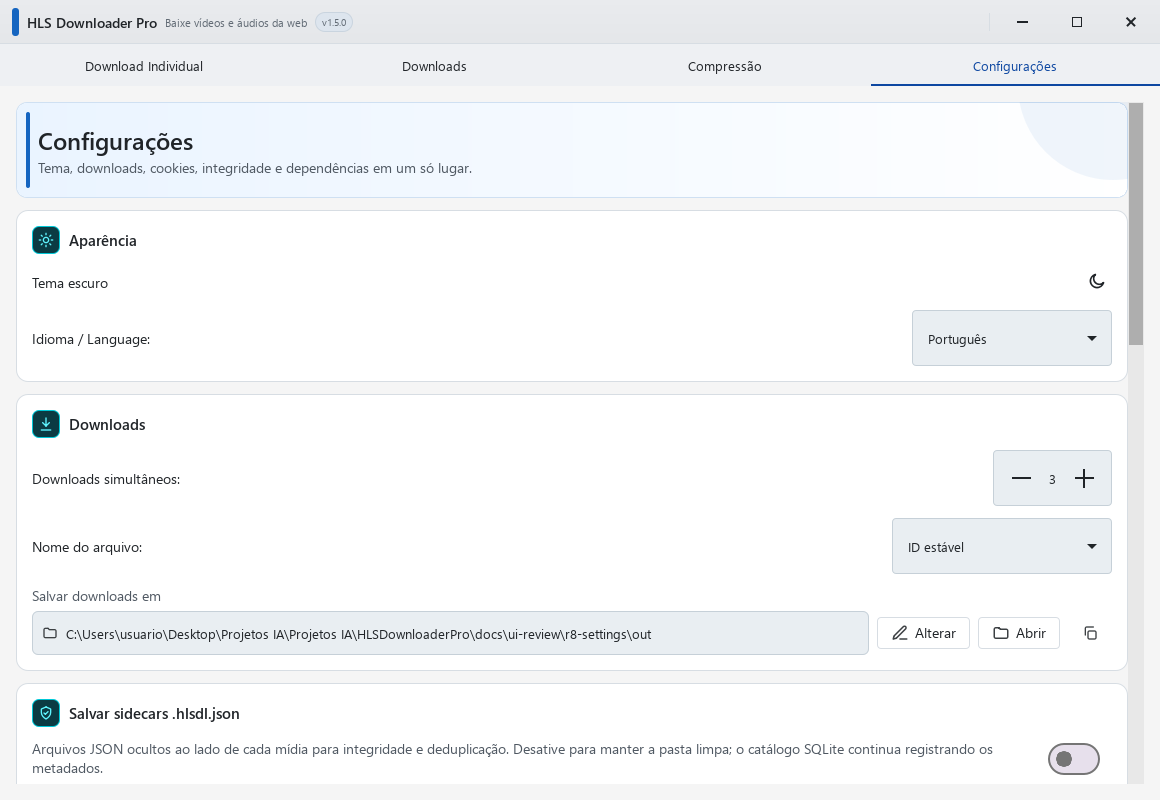 HLS Downloader Pro Baixe vídeos e áudios da web v1.5.0
Download Individual Downloads Compressão Configurações
Configurações
Tema, downloads, cookies, integridade e dependências em um só lugar.
Aparência
Tema escuro
Idioma / Language: Português
Downloads
Downloads simultâneos: 3
Nome do arquivo: ID estável
Salvar downloads em
C:\Users\usuario\Desktop\Projetos IA\Projetos IA\HLSDownloaderPro\docs\ui-review\r8-settings\out Alterar Abrir
Salvar sidecars .hlsdl.json
Arquivos JSON ocultos ao lado de cada mídia para integridade e deduplicação. Desative para manter a pasta limpa; o catálogo SQLite continua registrando os
metadados.